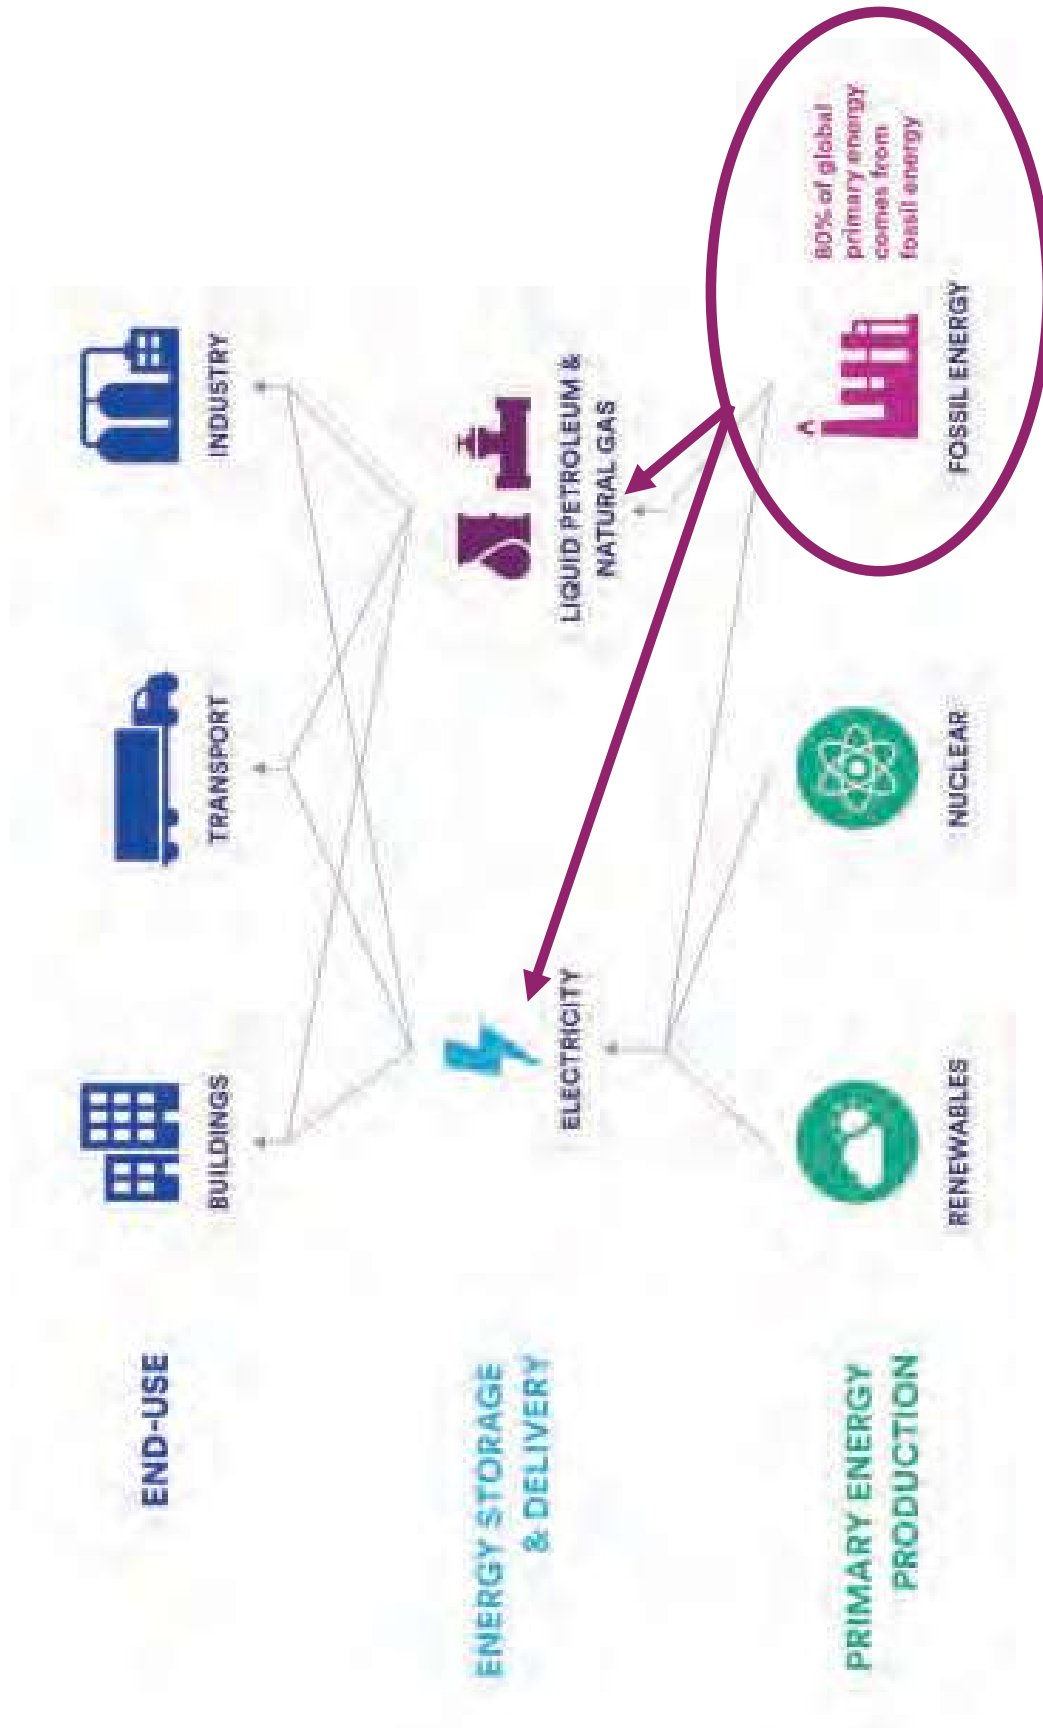 END-USE
BUILDINGS
TRANSPORT
INDUSTRY
ENERGY STORAGE
& DELIVERY
ELECTRICITY
LIQUID PETROLEUM &
NATURAL GAS
PRIMARY ENERGY
PRODUCTION
RENEWABLES
NUCLEAR
FOSSIL ENERGY
80% of global
primary energy
comes from
fossil energy